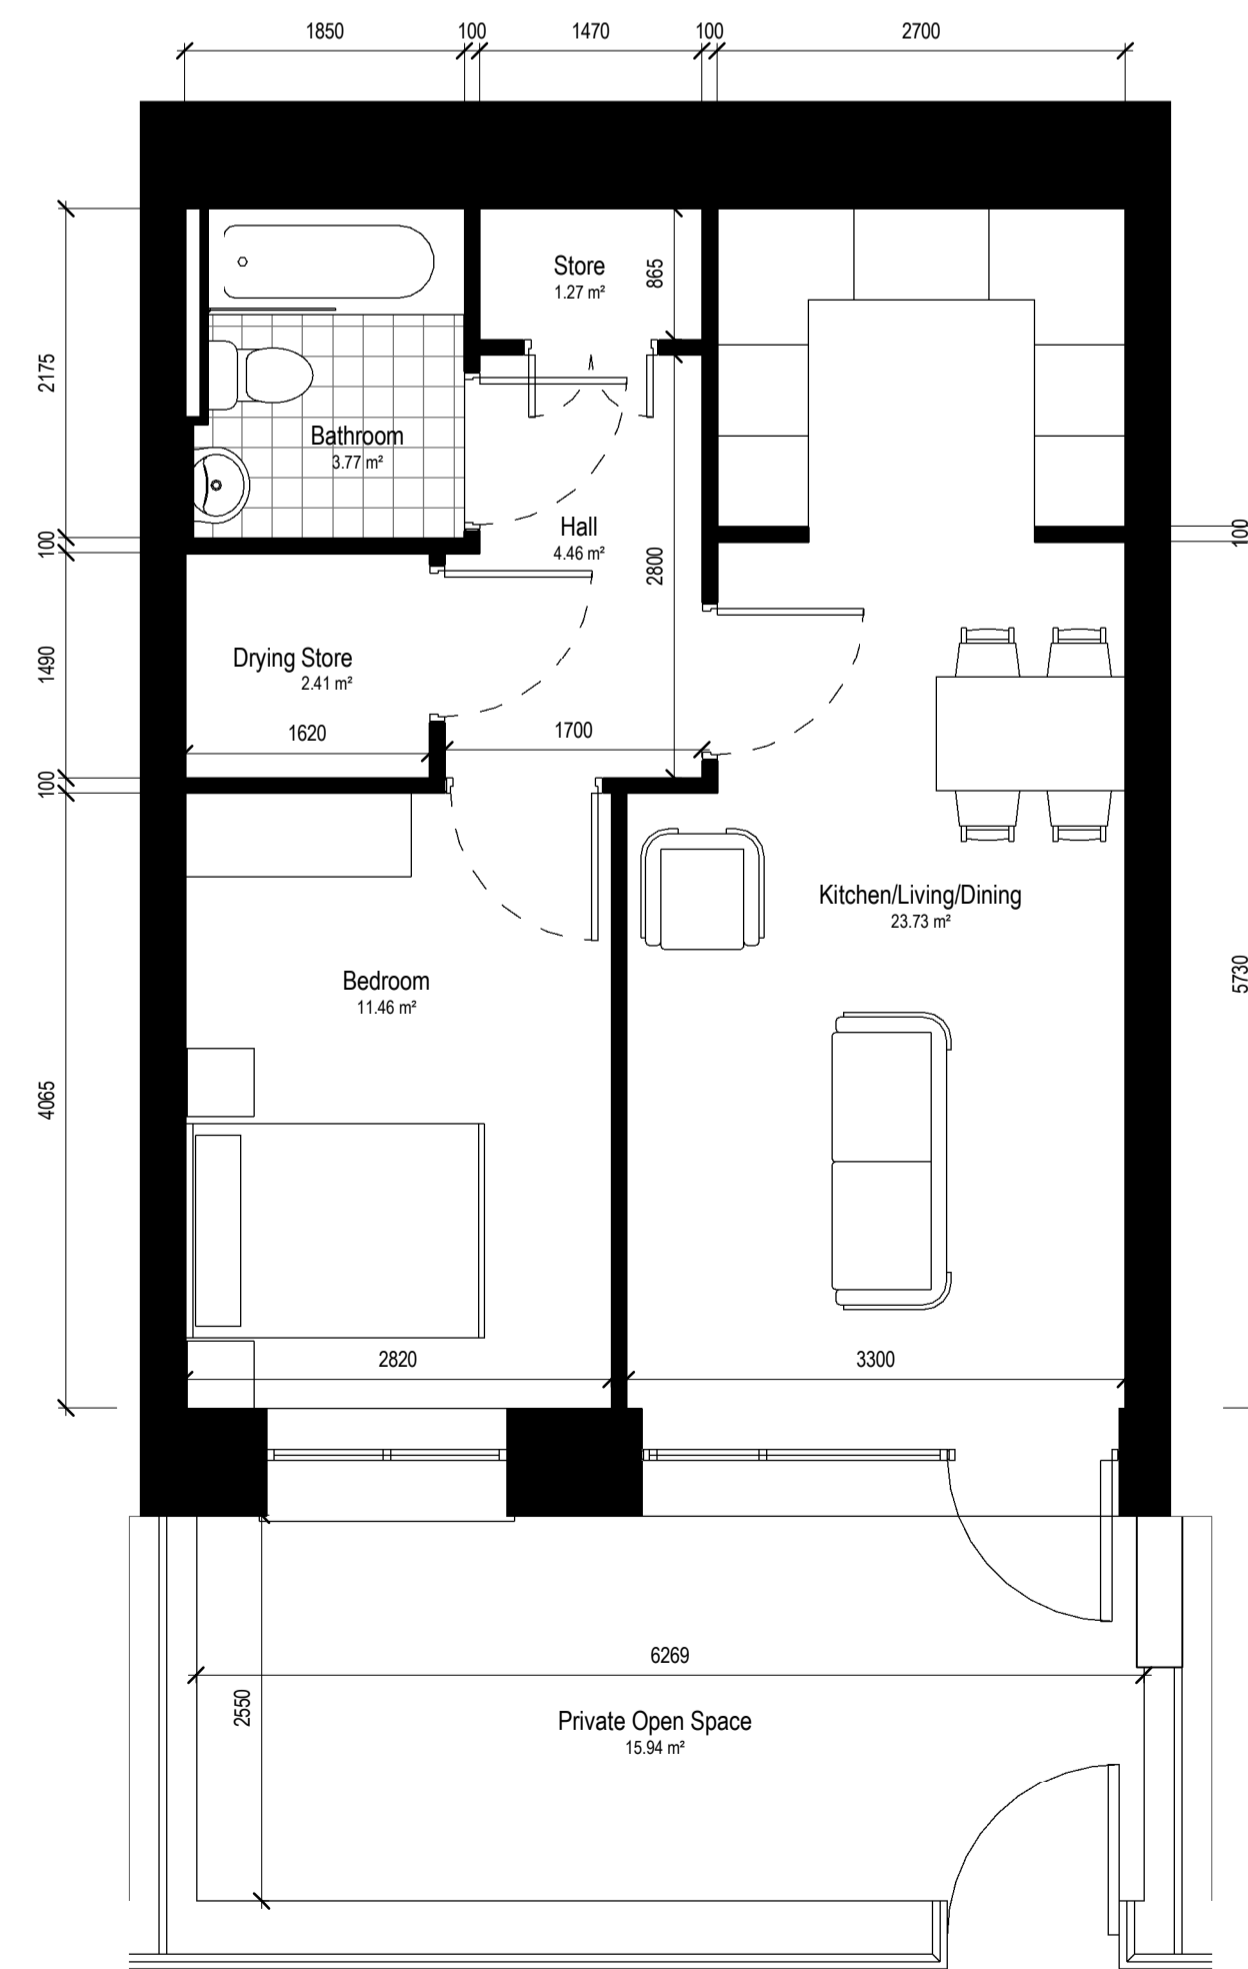 1850 100 1470 100 2700
Store
1.27 m²
865
2175
Bathroom
3.77 m²
Hall
4.46 m²
100
100
2800
Drying Store
2.41 m²
1490
1620
1700
100
Kitchen/Living/Dining
23.73 m²
5730
Bedroom
11.46 m²
4065
2820
3300
6269
2550
Private Open Space
15.94 m²